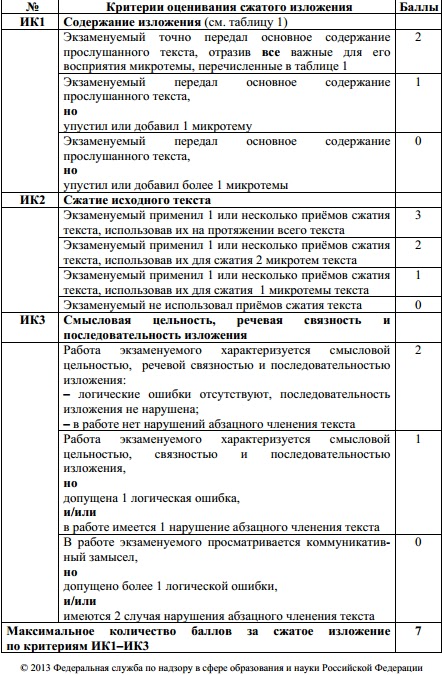 № Критерии оценивания сжатого изложения Баллы
ИК1 Содержание изложения (см. таблицу 1)
Экзаменуемый точно передал основное содержание 2
прослушанного текста, отразив все важные для его
восприятия микротемы, перечисленные в таблице 1
Экзаменуемый передал основное содержание 1
прослушанного текста,
но
упустил или добавил 1 микротему
Экзаменуемый передал основное содержание 0
прослушанного текста,
но
упустил или добавил более 1 микротемы
ИК2 Сжатие исходного текста
Экзаменуемый применил 1 или несколько приёмов сжатия 3
текста, использовав их на протяжении всего текста
Экзаменуемый применил 1 или несколько приёмов сжатия 2
текста, использовав их для сжатия 2 микротем текста
Экзаменуемый применил 1 или несколько приёмов сжатия 1
текста, использовав их для сжатия 1 микротемы текста
Экзаменуемый не использовал приёмов сжатия текста 0
ИК3 Смысловая цельность, речевая связность и
последовательность изложения
Работа экзаменуемого характеризуется смысловой 2
цельностью, речевой связностью и последовательностью
изложения:
– логические ошибки отсутствуют, последовательность
изложения не нарушена;
– в работе нет нарушений абзацного членения текста
Работа экзаменуемого характеризуется смысловой 1
цельностью, связностью и последовательностью
изложения,
но
допущена 1 логическая ошибка,
и/или
в работе имеется 1 нарушение абзацного членения текста
В работе экзаменуемого просматривается коммуникатив- 0
ный замысел,
но
допущено более 1 логической ошибки,
и/или
имеются 2 случая нарушения абзацного членения текста
Максимальное количество баллов за сжатое изложение 7
по критериям ИК1–ИК3
© 2013 Федеральная служба по надзору в сфере образования и науки Российской Федерации